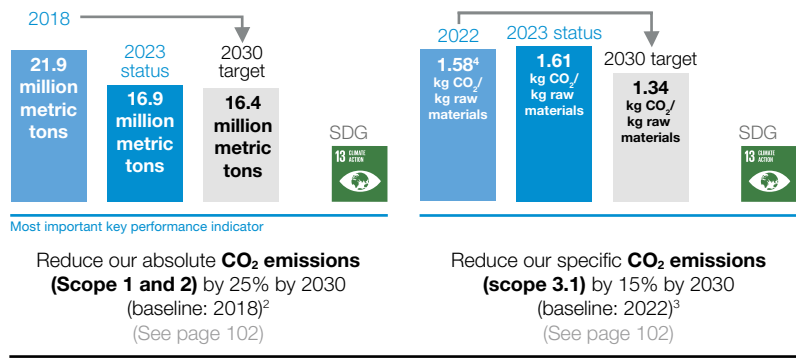 2018
21.9
million
metric
tons
2023
status
16.9
million
metric
tons
2030
target
16.4
million
metric
tons
SDG
13 CLIMATE
ACTION
Most important key performance indicator
Reduce our absolute CO₂ emissions
(Scope 1 and 2) by 25% by 2030
(baseline: 2018)²
(See page 102)
2022
1.58⁴
kg CO₂/
kg raw
materials
2023 status
1.61
kg CO₂/
kg raw
materials
2030 target
1.34
kg CO₂/
kg raw
materials
SDG
13 CLIMATE
ACTION
Reduce our specific CO₂ emissions
(scope 3.1) by 15% by 2030
(baseline: 2022)³
(See page 102)